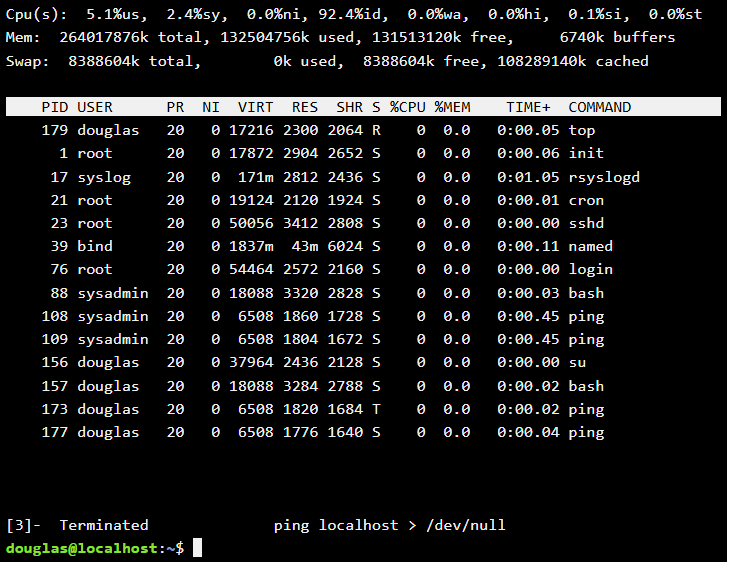 Cpu(s):  5.1%us,  2.4%sy,  0.0%ni, 92.4%id,  0.0%wa,  0.0%hi,  0.1%si,  0.0%st
Mem:  264017876k total, 132504756k used, 131513120k free,     6740k buffers
Swap:  8388604k total,        0k used,  8388604k free, 108289140k cached
PID USER      PR  NI  VIRT  RES  SHR S %CPU %MEM    TIME+  COMMAND
179 douglas   20   0 17216 2300 2064 R    0  0.0   0:00.05 top
1 root      20   0 17872 2904 2652 S    0  0.0   0:00.06 init
17 syslog    20   0  171m 2812 2436 S    0  0.0   0:01.05 rsyslogd
21 root      20   0 19124 2120 1924 S    0  0.0   0:00.01 cron
23 root      20   0 50056 3412 2808 S    0  0.0   0:00.00 sshd
39 bind      20   0 1837m  43m 6024 S    0  0.0   0:00.11 named
76 root      20   0 54464 2572 2160 S    0  0.0   0:00.00 login
88 sysadmin  20   0 18088 3320 2828 S    0  0.0   0:00.03 bash
108 sysadmin  20   0  6508 1860 1728 S    0  0.0   0:00.45 ping
109 sysadmin  20   0  6508 1804 1672 S    0  0.0   0:00.45 ping
156 douglas   20   0 37964 2436 2128 S    0  0.0   0:00.00 su
157 douglas   20   0 18088 3284 2788 S    0  0.0   0:00.02 bash
173 douglas   20   0  6508 1820 1684 T    0  0.0   0:00.02 ping
177 douglas   20   0  6508 1776 1640 S    0  0.0   0:00.04 ping
[3]-  Terminated              ping localhost > /dev/null
douglas@localhost:~$